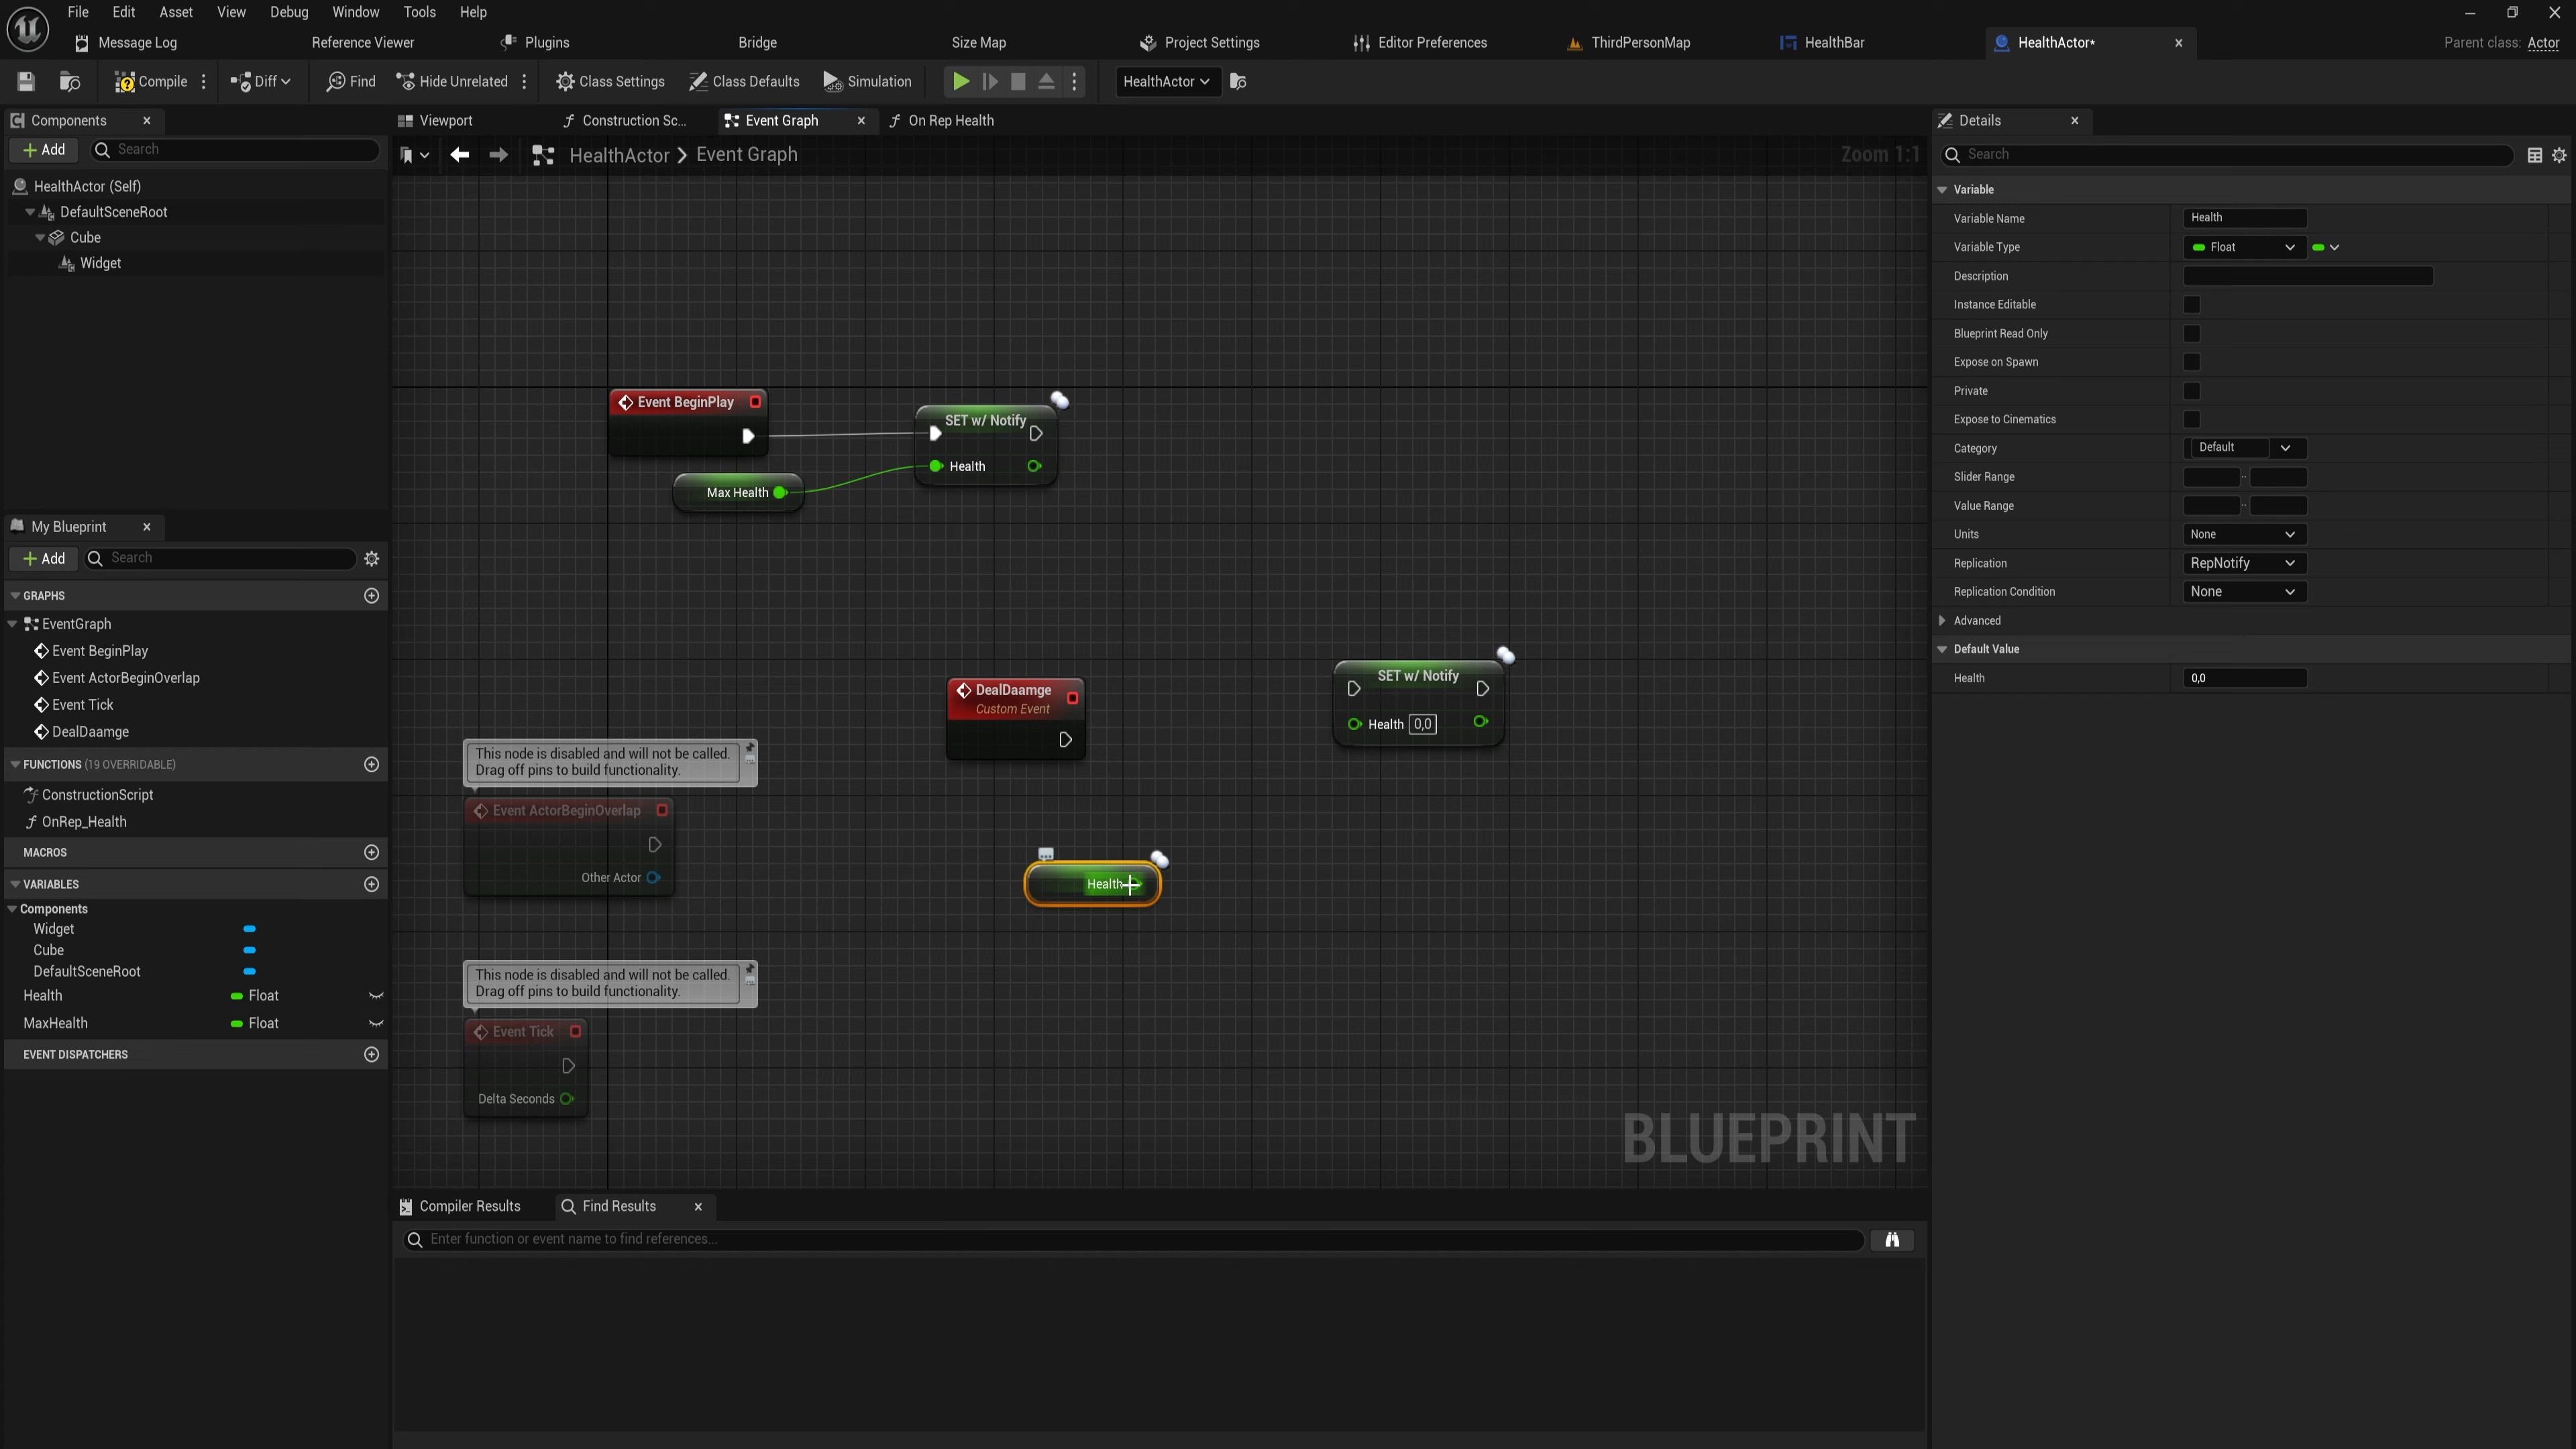 File Edit Asset View Debug Window Tools Help
Message Log Reference Viewer Plugins Bridge Size Map Project Settings Editor Preferences ThirdPersonMap HealthBar HealthActor* Parent class: Actor
Compile Diff Find Hide Unrelated Class Settings Class Defaults Simulation HealthActor
Components
Add Search
HealthActor (Self)
DefaultSceneRoot
Cube
Widget
My Blueprint
Add Search
GRAPHS
EventGraph
Event BeginPlay
Event ActorBeginOverlap
Event Tick
DealDaamge
FUNCTIONS (19 OVERRIDABLE)
ConstructionScript
OnRep_Health
MACROS
VARIABLES
Components
Widget
Cube
DefaultSceneRoot
Health Float
MaxHealth Float
EVENT DISPATCHERS
Viewport Construction Sc... Event Graph On Rep Health
HealthActor > Event Graph Zoom 1:1
Event BeginPlay
SET w/ Notify
Health
Max Health
DealDaamge
Custom Event
SET w/ Notify
Health 0,0
This node is disabled and will not be called.
Drag off pins to build functionality.
Event ActorBeginOverlap
Other Actor
Health
This node is disabled and will not be called.
Drag off pins to build functionality.
Event Tick
Delta Seconds
BLUEPRINT
Compiler Results Find Results
Enter function or event name to find references...
Details
Search
Variable
Variable Name Health
Variable Type Float
Description
Instance Editable
Blueprint Read Only
Expose on Spawn
Private
Expose to Cinematics
Category Default
Slider Range
Value Range
Units None
Replication RepNotify
Replication Condition None
Advanced
Default Value
Health 0,0